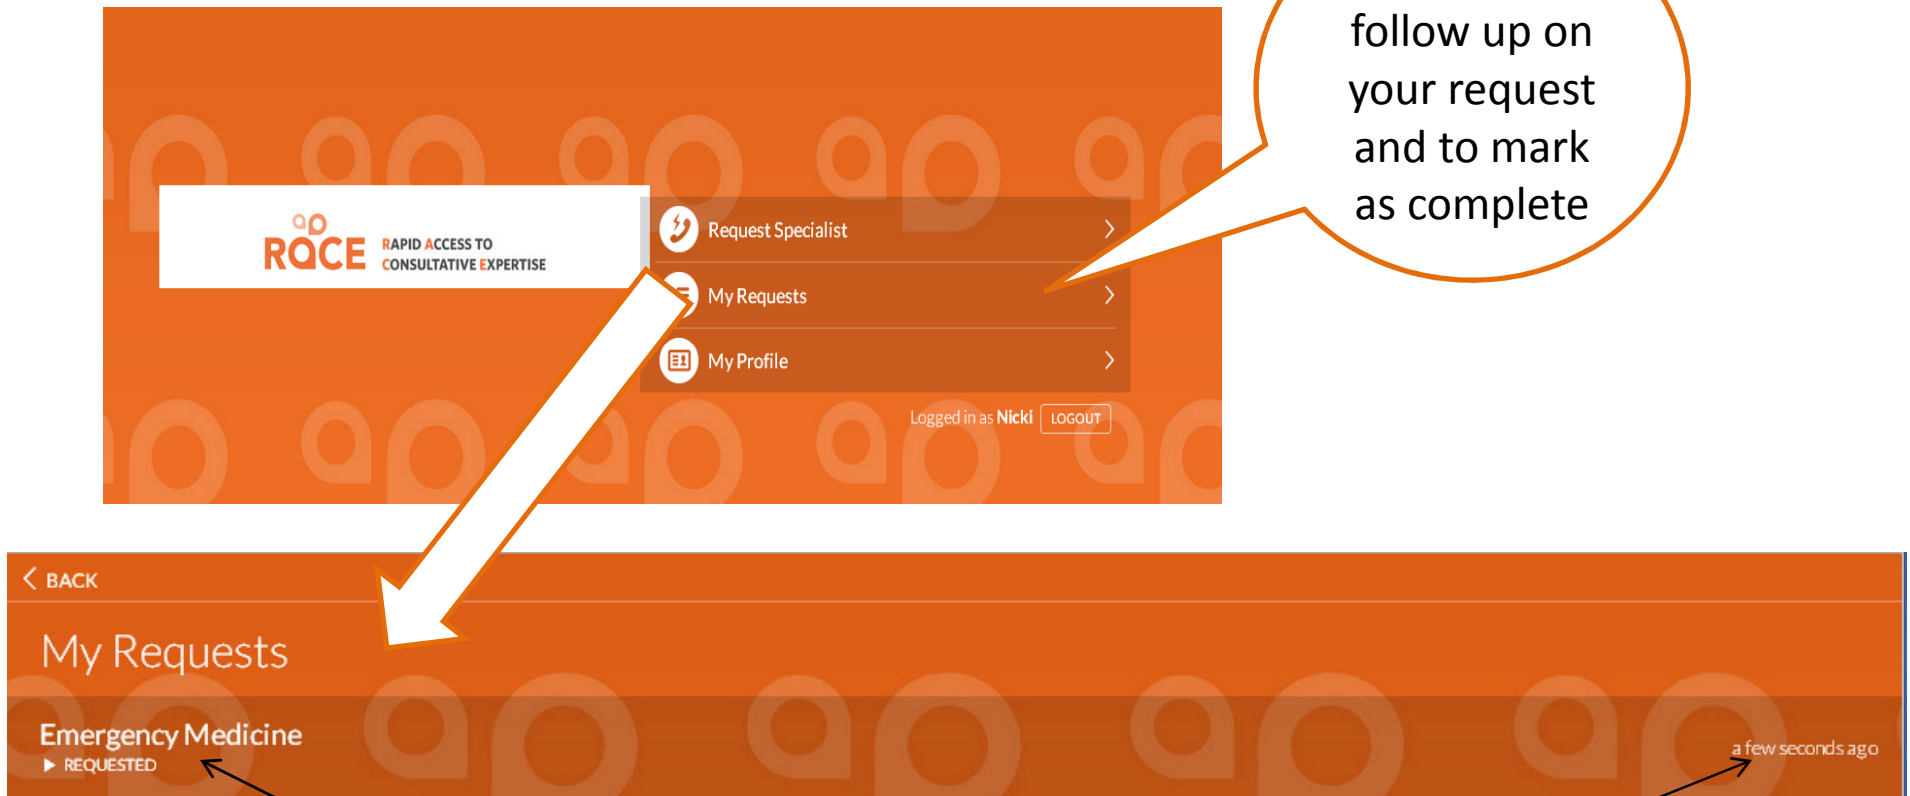 follow up on
your request
and to mark
as complete
RACE
RAPID ACCESS TO
CONSULTATIVE EXPERTISE
Request Specialist
My Requests
My Profile
Logged in as Nicki LOGOUT
BACK
My Requests
Emergency Medicine
REQUESTED
a few seconds ago